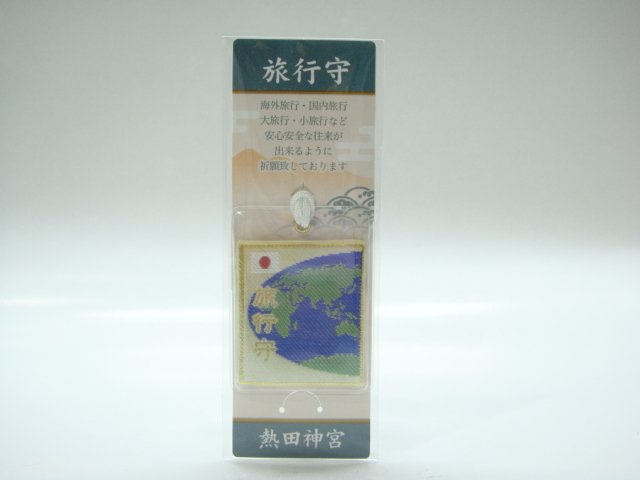 旅行守
海外旅行・国内旅行
大旅行・小旅行など
安心安全な往来が
出来るように
祈願致しております
旅行守
熱田神宮